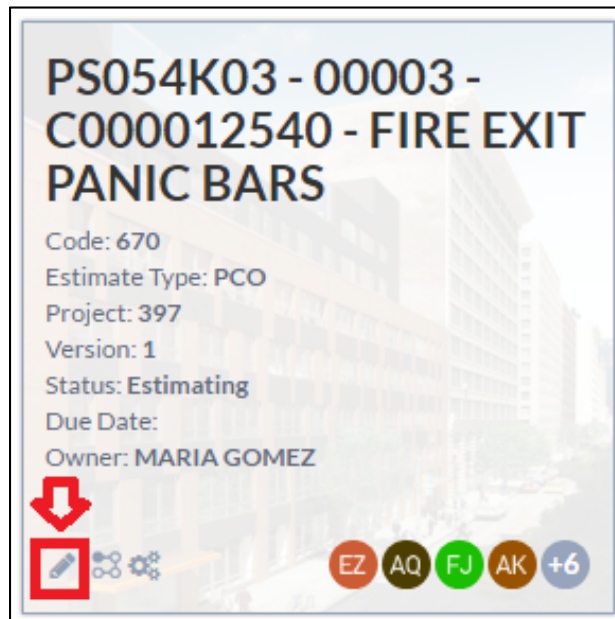 PS054K03 - 00003 -
C000012540 - FIRE EXIT
PANIC BARS
Code: 670
Estimate Type: PCO
Project: 397
Version: 1
Status: Estimating
Due Date:
Owner: MARIA GOMEZ
EZ AQ FJ AK +6